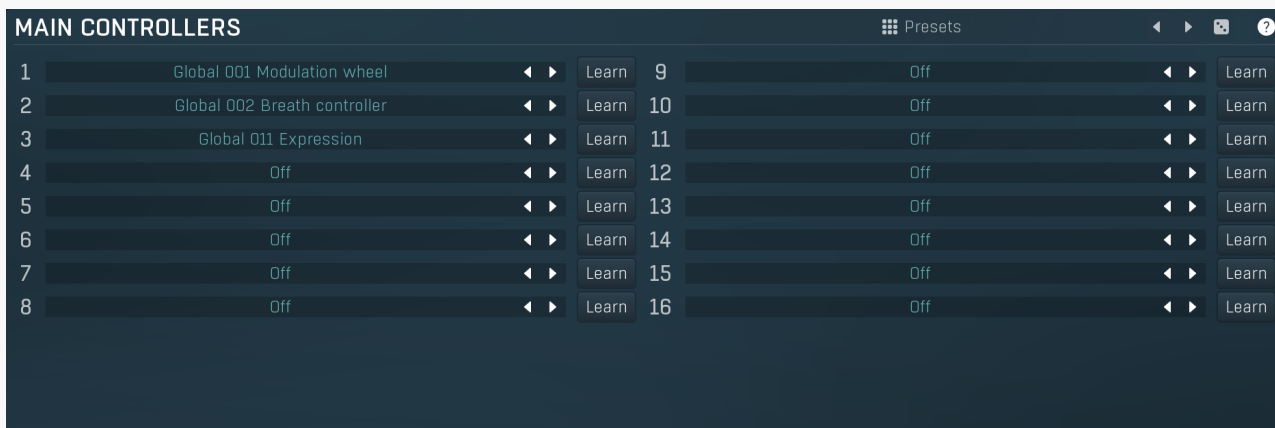 MAIN CONTROLLERS Presets ?
1 Global 001 Modulation wheel Learn 9 Off Learn
2 Global 002 Breath controller Learn 10 Off Learn
3 Global 011 Expression Learn 11 Off Learn
4 Off Learn 12 Off Learn
5 Off Learn 13 Off Learn
6 Off Learn 14 Off Learn
7 Off Learn 15 Off Learn
8 Off Learn 16 Off Learn